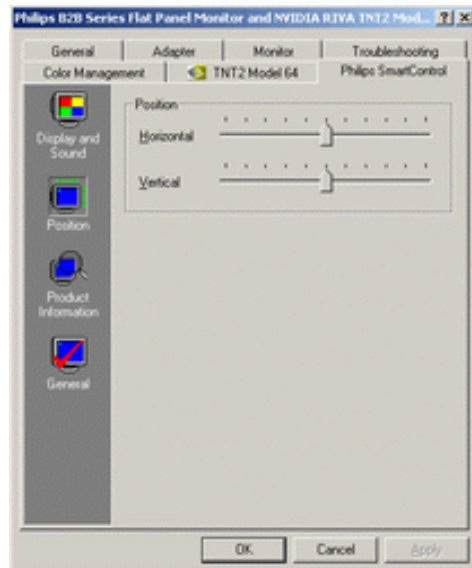 Philips B2B Series Flat Panel Monitor and NVIDIA RIVA TNT2 Mod...
General Adapter Monitor Troubleshooting
Color Management TNT2 Model 64 Philips SmartControl
Display and
Sound
Position
Product
Information
General
Position
Horizontal
Vertical
OK Cancel Apply